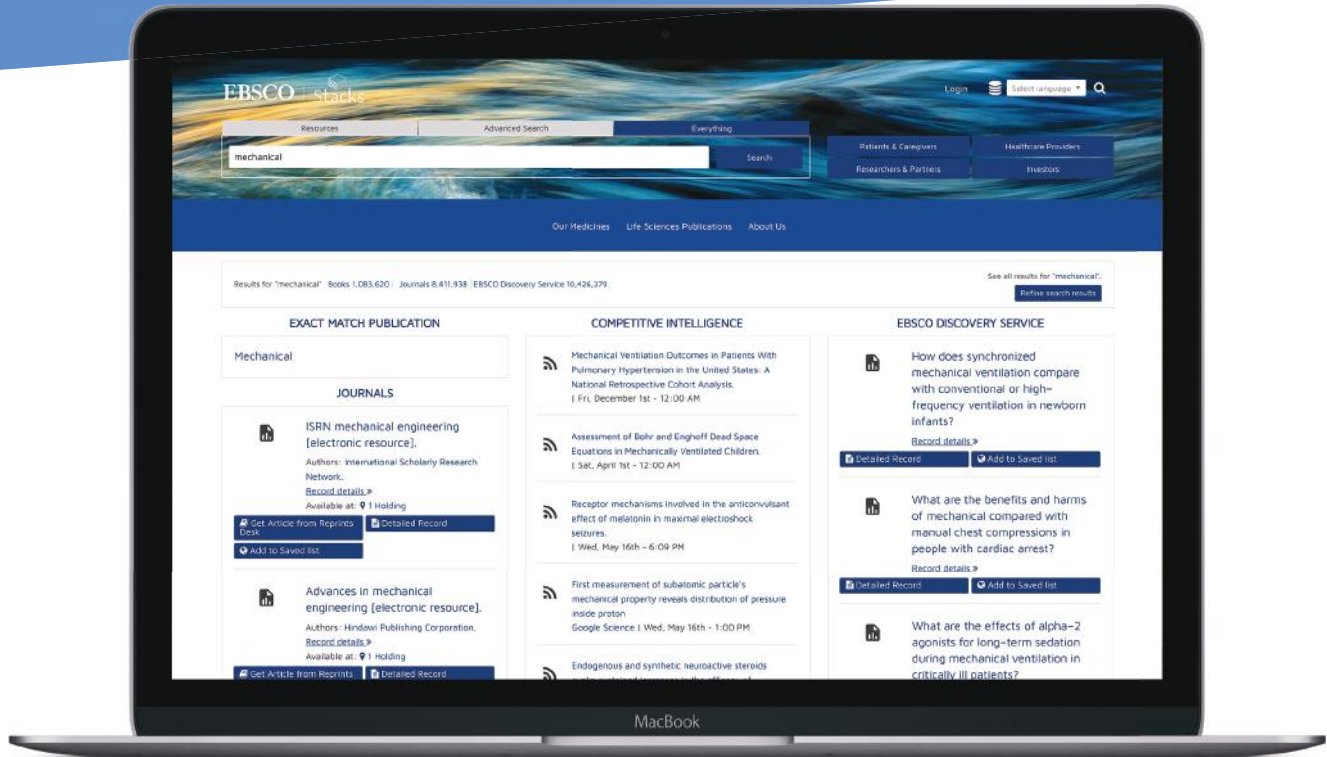 EBSCO Stacks
Login
Select language
Resources
Advanced Search
Everything
mechanical
Search
Patients & Caregivers
Healthcare Providers
Researchers & Partners
Investors
Our Medicines Life Sciences Publications About Us
Results for "mechanical" Books 1,083,620 | Journals 8,411,938 | EBSCO Discovery Service 10,426,379
See all results for "mechanical".
Refine search results
EXACT MATCH PUBLICATION
Mechanical
JOURNALS
ISRN mechanical engineering
[electronic resource].
Authors: International Scholarly Research
Network.
Record details »
Available at: 1 Holding
Get Article from Reprints
Desk
Detailed Record
Add to Saved list
Advances in mechanical
engineering [electronic resource].
Authors: Hindawi Publishing Corporation.
Record details »
Available at: 1 Holding
Get Article from Reprints
Detailed Record
COMPETITIVE INTELLIGENCE
Mechanical Ventilation Outcomes in Patients With
Pulmonary Hypertension in the United States: A
National Retrospective Cohort Analysis.
| Fri, December 1st - 12:00 AM
Assessment of Bohr and Enghoff Dead Space
Equations in Mechanically Ventilated Children.
| Sat, April 1st - 12:00 AM
Receptor mechanisms involved in the anticonvulsant
effect of melatonin in maximal electroshock
seizures.
| Wed, May 16th - 6:09 PM
First measurement of subatomic particle's
mechanical property reveals distribution of pressure
inside proton
Google Science | Wed, May 16th - 1:00 PM
Endogenous and synthetic neuroactive steroids
EBSCO DISCOVERY SERVICE
How does synchronized
mechanical ventilation compare
with conventional or high-
frequency ventilation in newborn
infants?
Record details »
Detailed Record
Add to Saved list
What are the benefits and harms
of mechanical compared with
manual chest compressions in
people with cardiac arrest?
Record details »
Detailed Record
Add to Saved list
What are the effects of alpha-2
agonists for long-term sedation
during mechanical ventilation in
critically ill patients?
MacBook